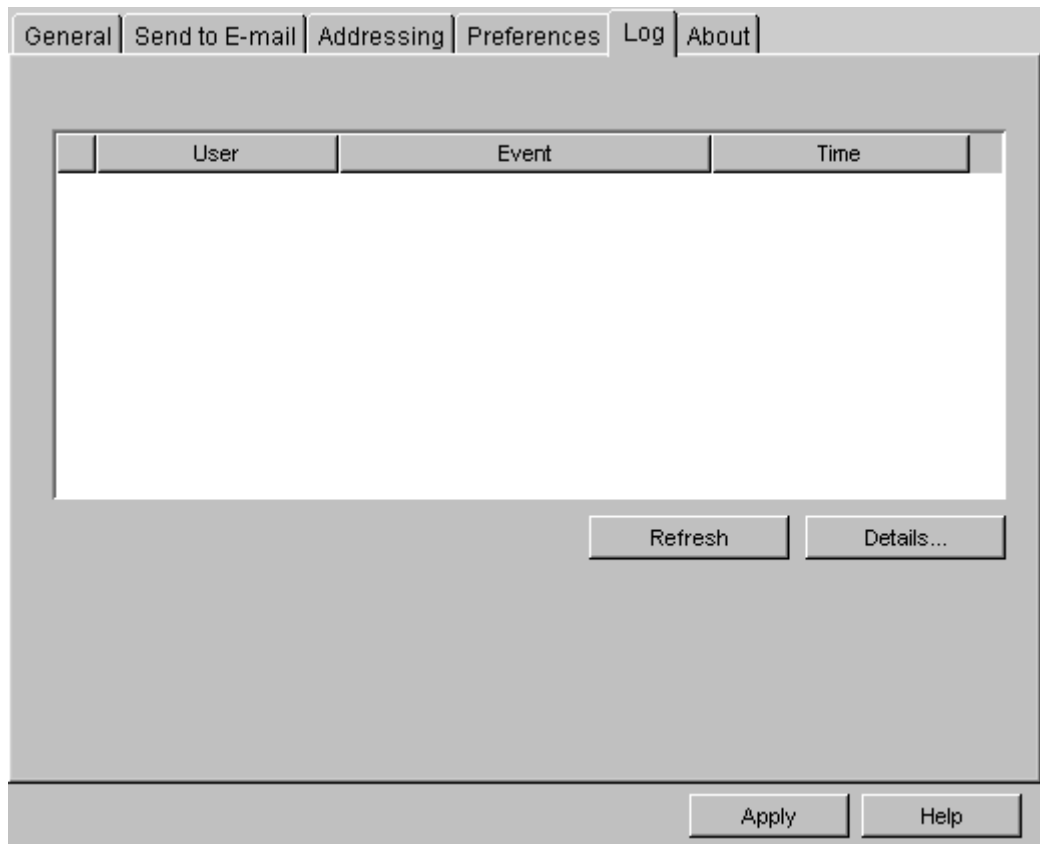 General Send to E-mail Addressing Preferences Log About
User Event Time
Refresh Details...
Apply Help